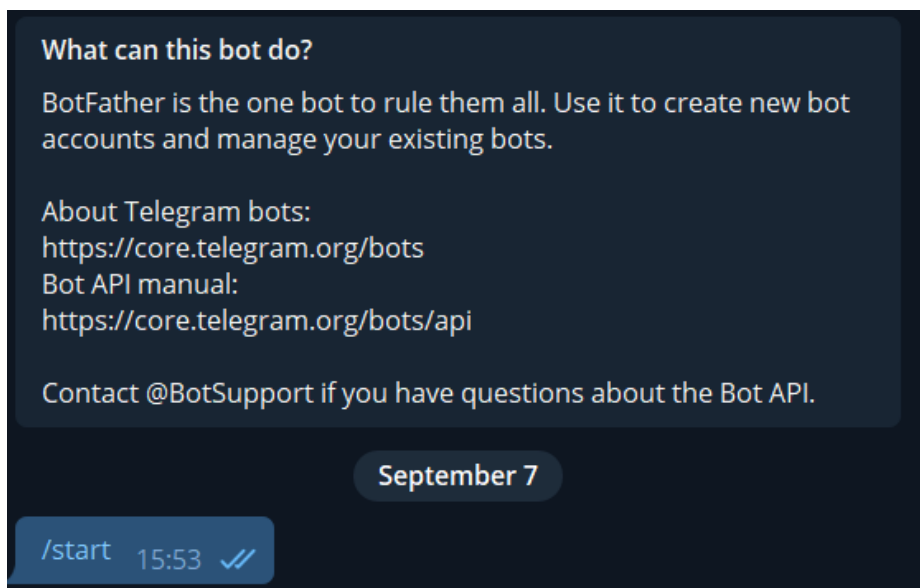 What can this bot do?
BotFather is the one bot to rule them all. Use it to create new bot
accounts and manage your existing bots.
About Telegram bots:
https://core.telegram.org/bots
Bot API manual:
https://core.telegram.org/bots/api
Contact @BotSupport if you have questions about the Bot API.
September 7
/start 15:53